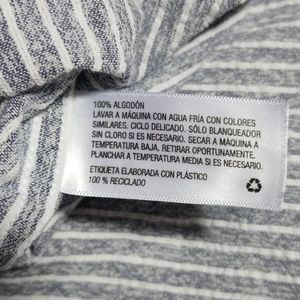 100% ALGODÓN
LAVAR A MÁQUINA CON AGUA FRÍA CON COLORES
SIMILARES. CICLO DELICADO. SÓLO BLANQUEADOR
SIN CLORO SI ES NECESARIO. SECAR A MÁQUINA A
TEMPERATURA BAJA, RETIRAR OPORTUNAMENTE.
PLANCHAR A TEMPERATURA MEDIA SI ES NECESARIO.
ETIQUETA ELABORADA CON PLÁSTICO
100 % RECICLADO